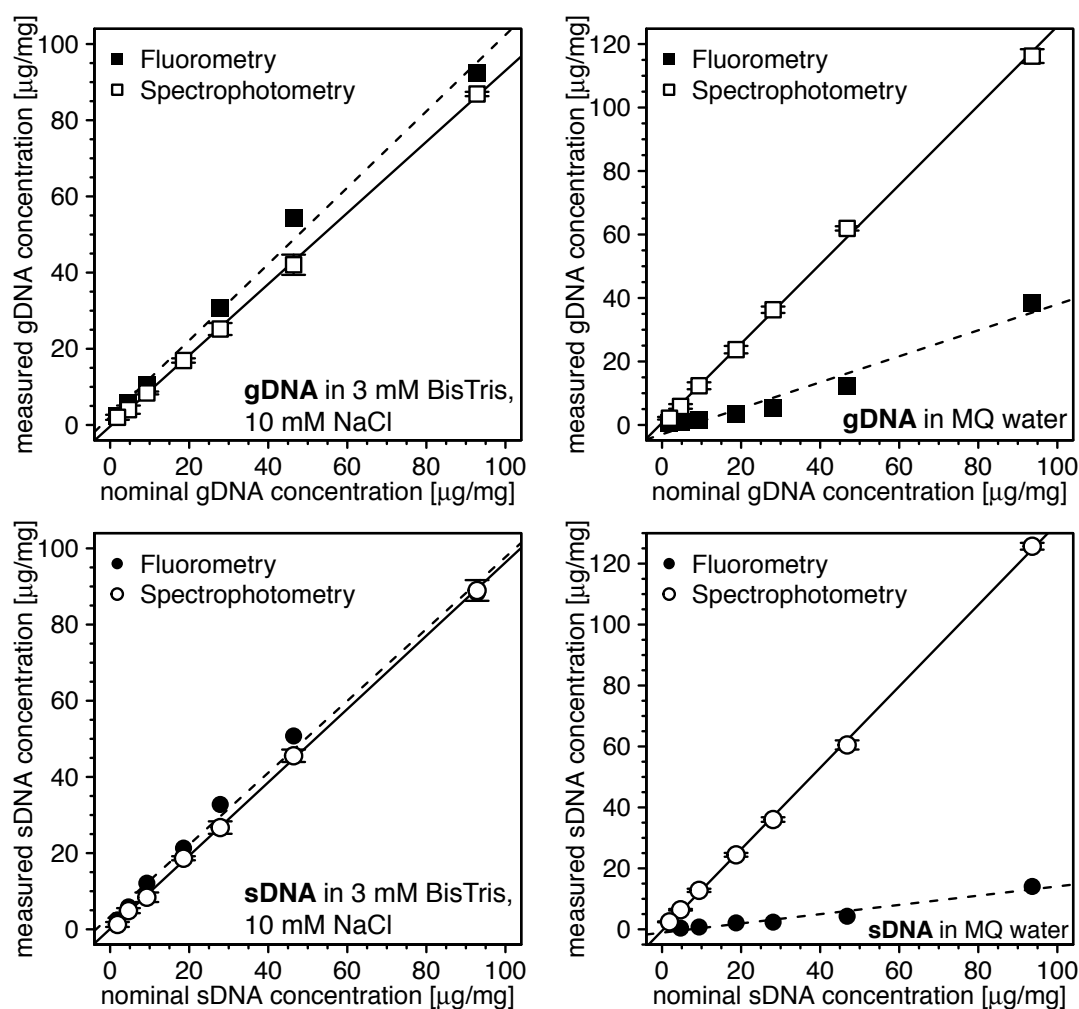 measured gDNA concentration [μg/mg]
100
80
60
40
20
0
Fluorometry
Spectrophotometry
gDNA in 3 mM BisTris,
10 mM NaCl
0 20 40 60 80 100
nominal gDNA concentration [μg/mg]
measured gDNA concentration [μg/mg]
120
100
80
60
40
20
0
Fluorometry
Spectrophotometry
gDNA in MQ water
0 20 40 60 80 100
nominal gDNA concentration [μg/mg]
measured sDNA concentration [μg/mg]
100
80
60
40
20
0
Fluorometry
Spectrophotometry
sDNA in 3 mM BisTris,
10 mM NaCl
0 20 40 60 80 100
nominal sDNA concentration [μg/mg]
measured sDNA concentration [μg/mg]
120
100
80
60
40
20
0
Fluorometry
Spectrophotometry
sDNA in MQ water
0 20 40 60 80 100
nominal sDNA concentration [μg/mg]